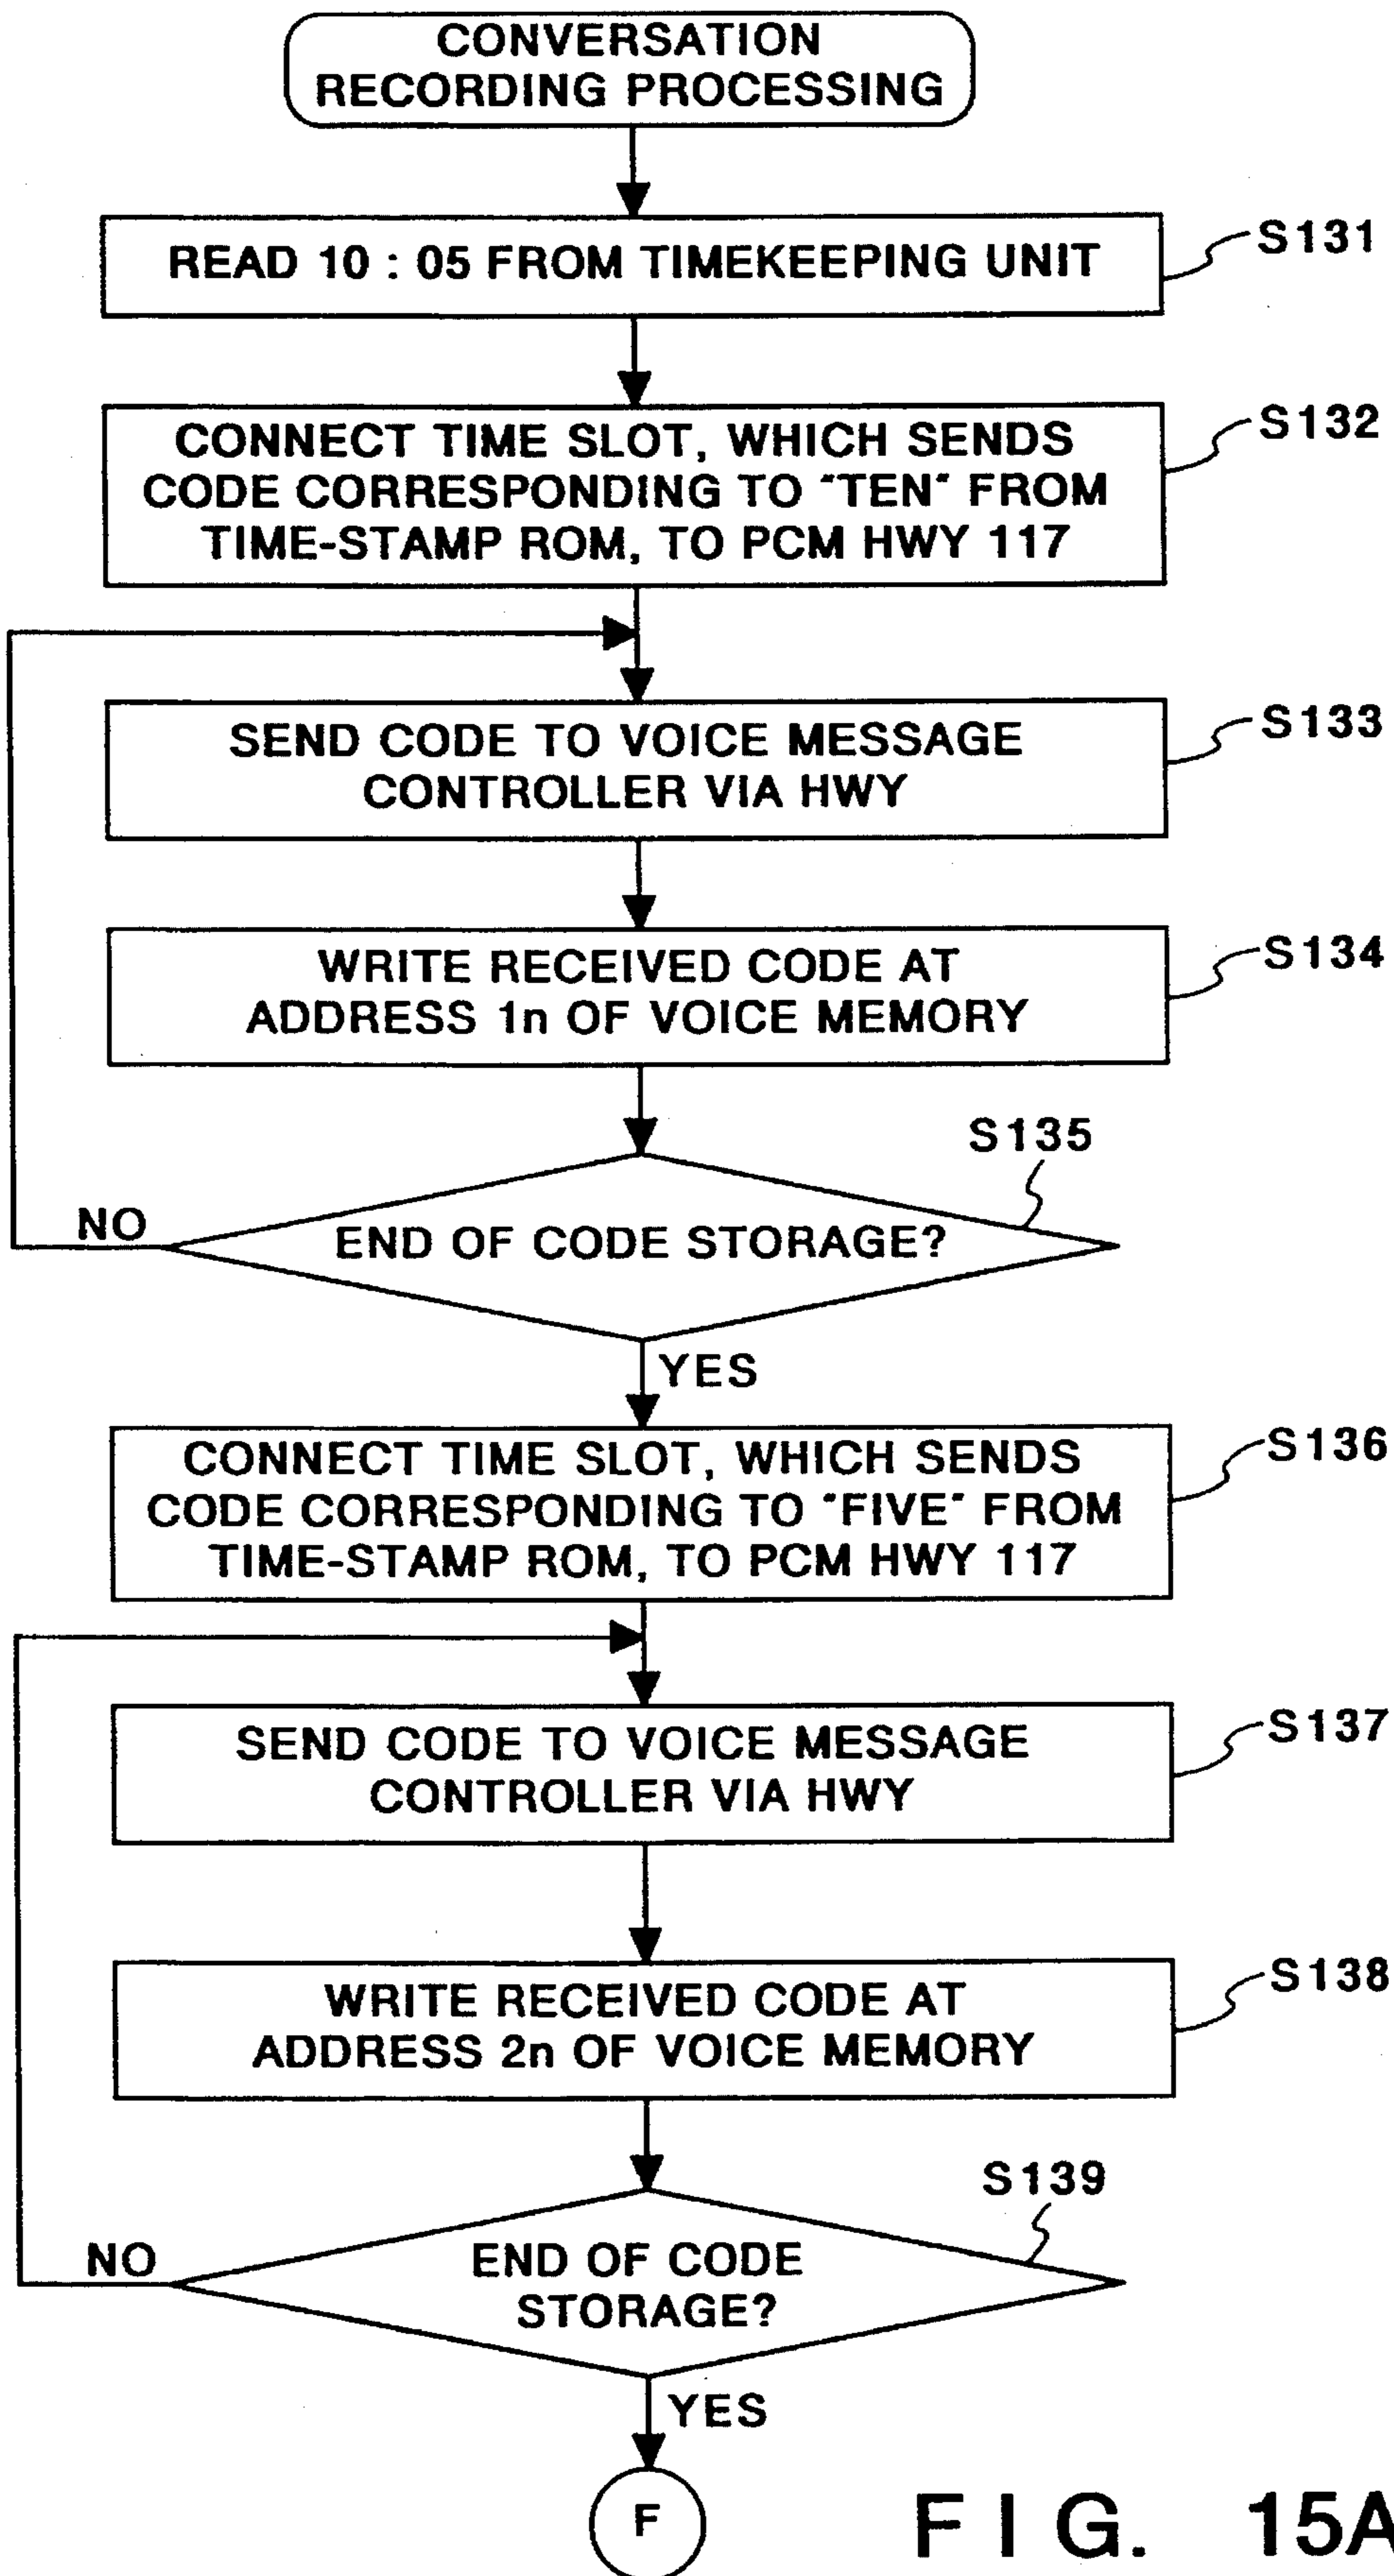 CONVERSATION
RECORDING PROCESSING
READ 10 : 05 FROM TIMEKEEPING UNIT
S131
CONNECT TIME SLOT, WHICH SENDS
CODE CORRESPONDING TO "TEN" FROM
TIME-STAMP ROM, TO PCM HWY 117
S132
SEND CODE TO VOICE MESSAGE
CONTROLLER VIA HWY
S133
WRITE RECEIVED CODE AT
ADDRESS 1n OF VOICE MEMORY
S134
S135
NO
END OF CODE STORAGE?
YES
CONNECT TIME SLOT, WHICH SENDS
CODE CORRESPONDING TO "FIVE" FROM
TIME-STAMP ROM, TO PCM HWY 117
S136
SEND CODE TO VOICE MESSAGE
CONTROLLER VIA HWY
S137
WRITE RECEIVED CODE AT
ADDRESS 2n OF VOICE MEMORY
S138
S139
NO
END OF CODE
STORAGE?
YES
F
FIG. 15A